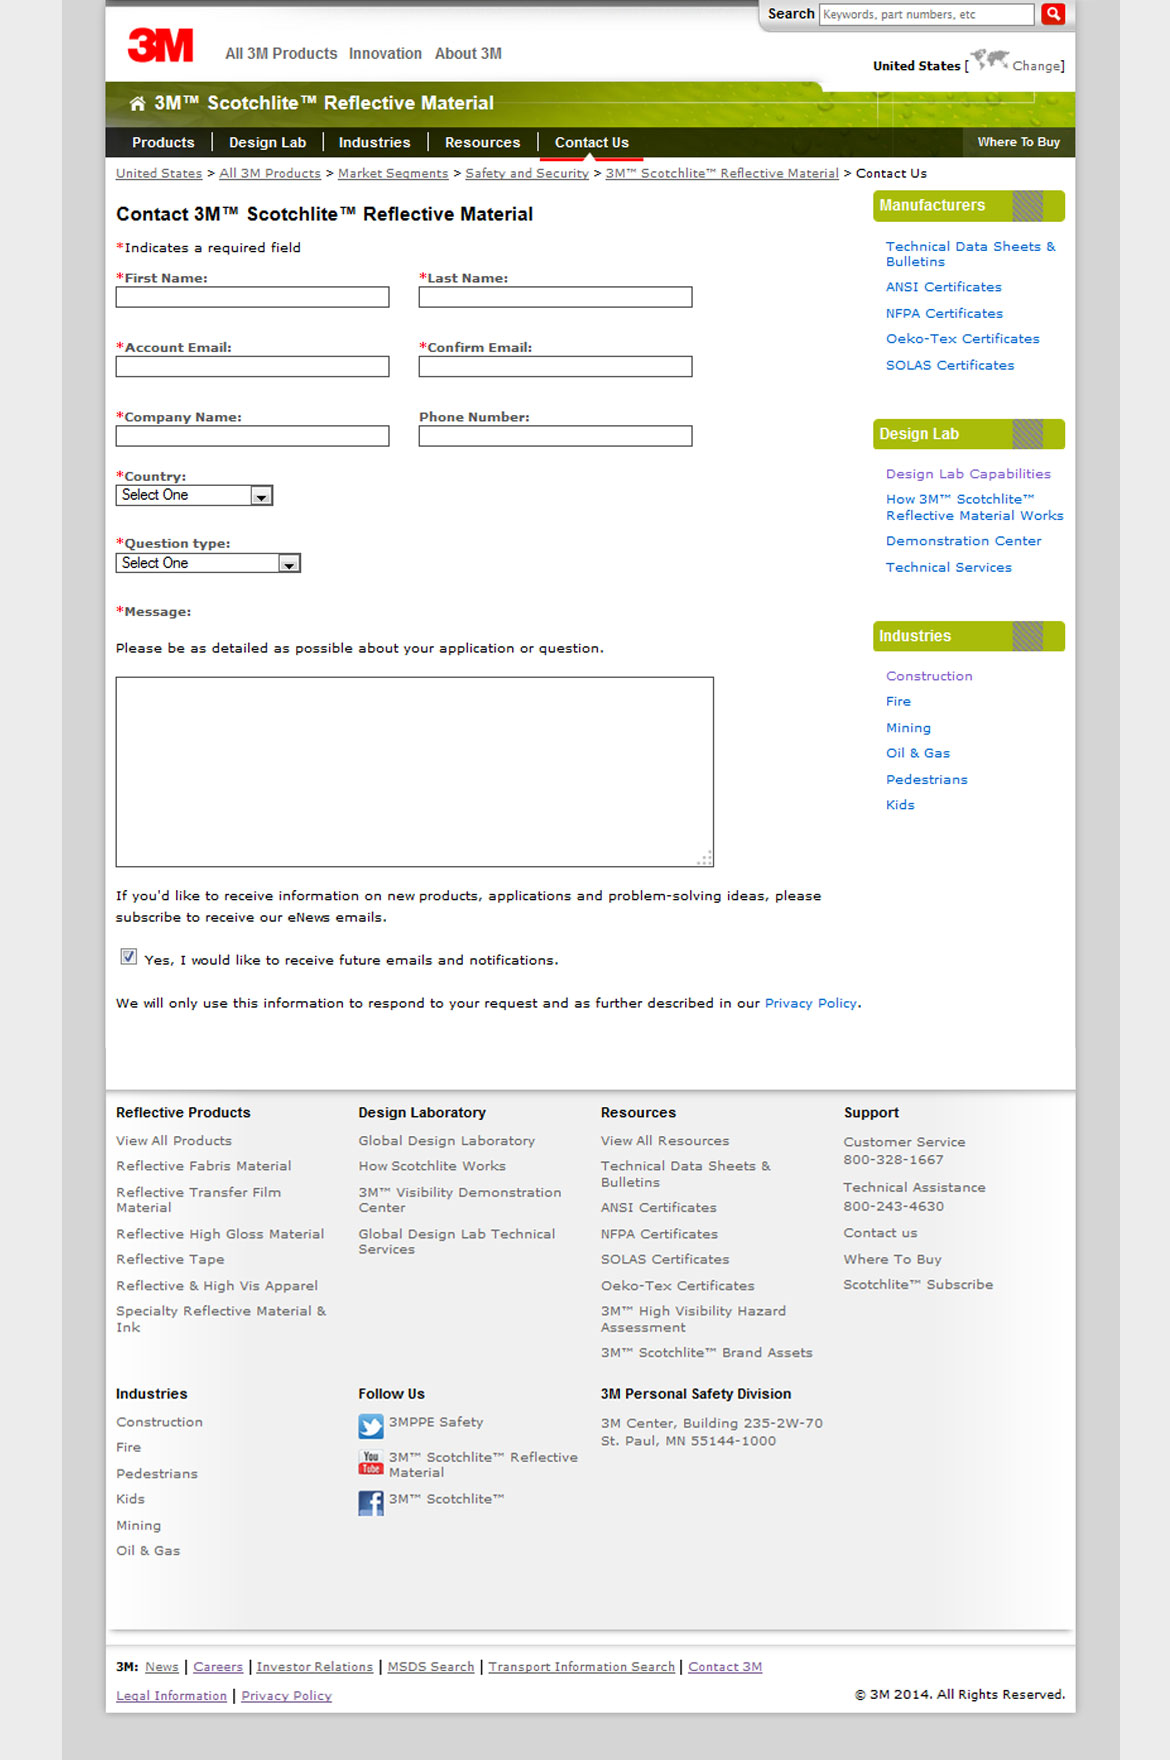 Search Keywords, part numbers, etc
3M All 3M Products Innovation About 3M
United States [ Change]
3M™ Scotchlite™ Reflective Material
Products Design Lab Industries Resources Contact Us Where To Buy
United States > All 3M Products > Market Segments > Safety and Security > 3M™ Scotchlite™ Reflective Material > Contact Us
Contact 3M™ Scotchlite™ Reflective Material
*Indicates a required field
*First Name: *Last Name:
*Account Email: *Confirm Email:
*Company Name: Phone Number:
*Country:
Select One
*Question type:
Select One
*Message:
Please be as detailed as possible about your application or question.
If you'd like to receive information on new products, applications and problem-solving ideas, please
subscribe to receive our eNews emails.
Yes, I would like to receive future emails and notifications.
We will only use this information to respond to your request and as further described in our Privacy Policy.
Manufacturers
Technical Data Sheets &
Bulletins
ANSI Certificates
NFPA Certificates
Oeko-Tex Certificates
SOLAS Certificates
Design Lab
Design Lab Capabilities
How 3M™ Scotchlite™
Reflective Material Works
Demonstration Center
Technical Services
Industries
Construction
Fire
Mining
Oil & Gas
Pedestrians
Kids
Reflective Products
View All Products
Reflective Fabris Material
Reflective Transfer Film
Material
Reflective High Gloss Material
Reflective Tape
Reflective & High Vis Apparel
Specialty Reflective Material &
Ink
Design Laboratory
Global Design Laboratory
How Scotchlite Works
3M™ Visibility Demonstration
Center
Global Design Lab Technical
Services
Resources
View All Resources
Technical Data Sheets &
Bulletins
ANSI Certificates
NFPA Certificates
SOLAS Certificates
Oeko-Tex Certificates
3M™ High Visibility Hazard
Assessment
3M™ Scotchlite™ Brand Assets
Support
Customer Service
800-328-1667
Technical Assistance
800-243-4630
Contact us
Where To Buy
Scotchlite™ Subscribe
Industries
Construction
Fire
Pedestrians
Kids
Mining
Oil & Gas
Follow Us
3MPPE Safety
You
Tube
3M™ Scotchlite™ Reflective
Material
f
3M™ Scotchlite™
3M Personal Safety Division
3M Center, Building 235-2W-70
St. Paul, MN 55144-1000
3M: News | Careers | Investor Relations | MSDS Search | Transport Information Search | Contact 3M
Legal Information | Privacy Policy
© 3M 2014. All Rights Reserved.